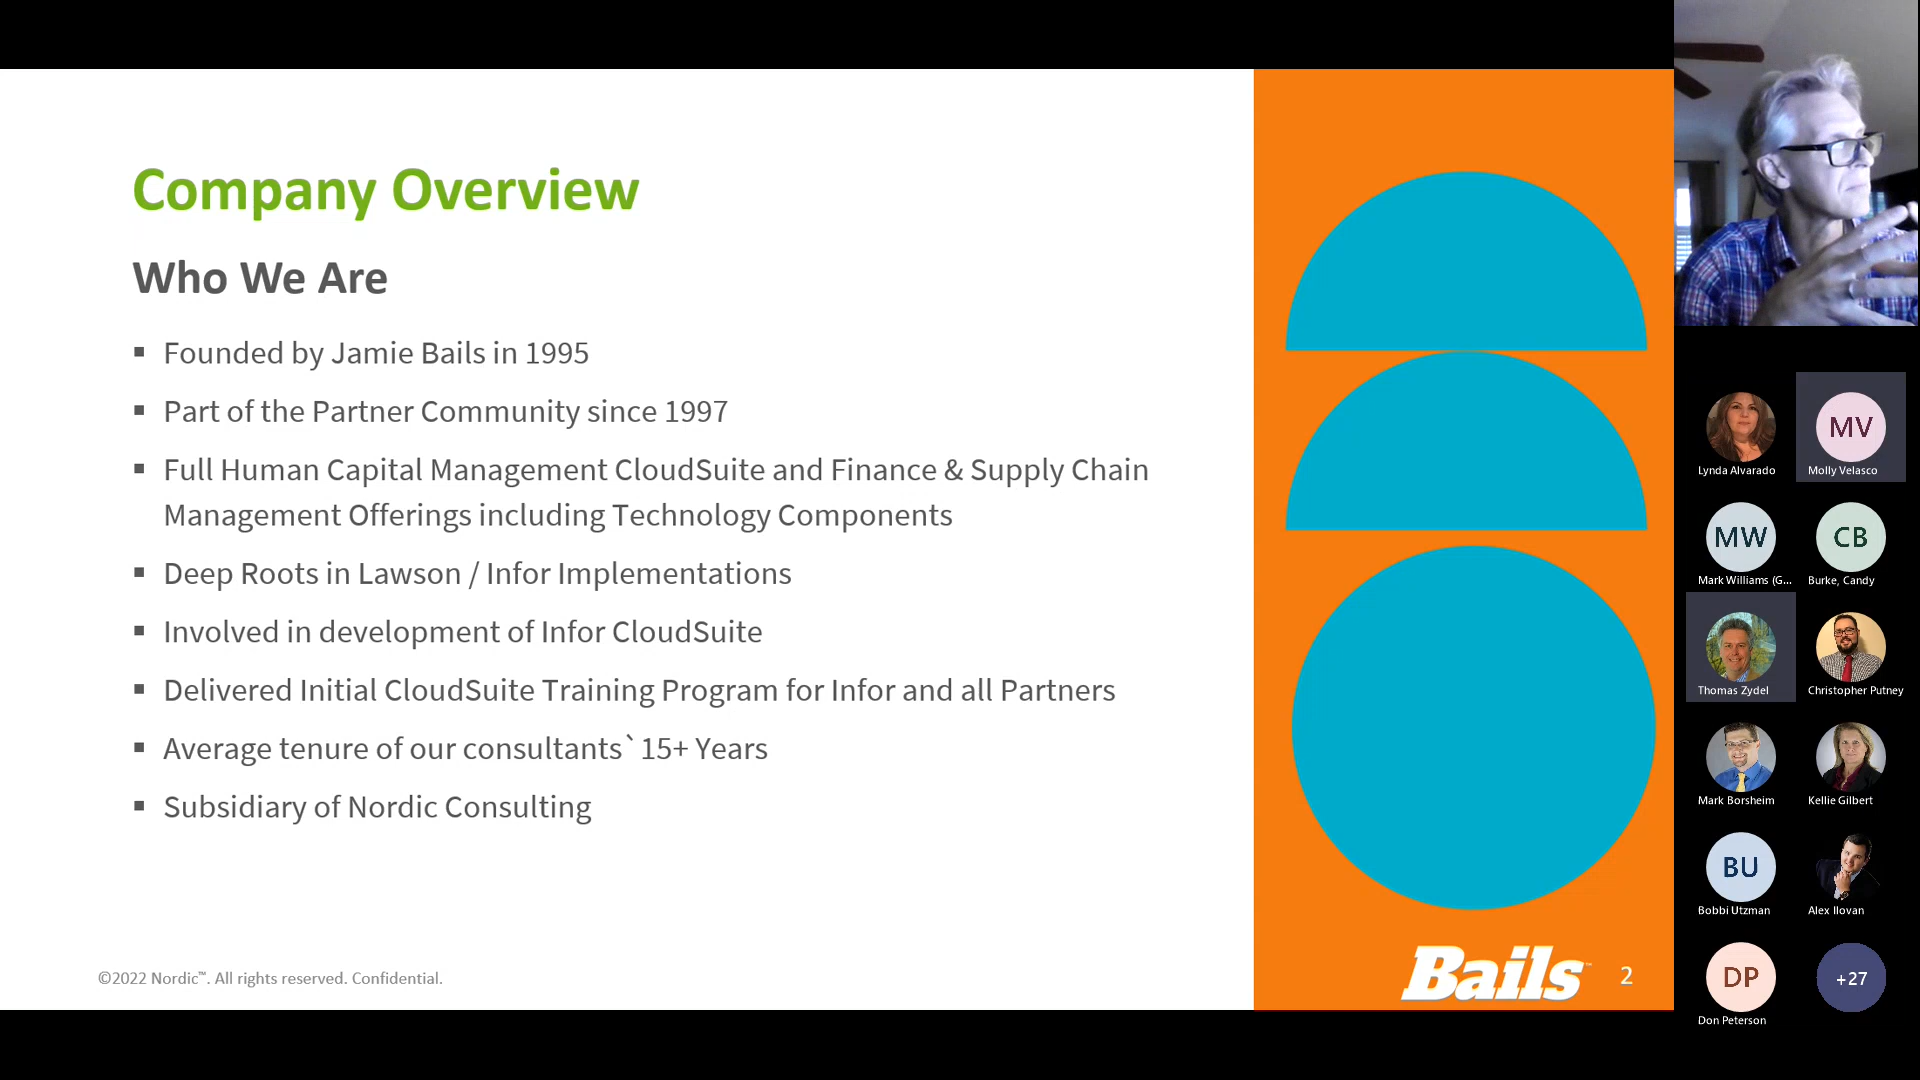 Company Overview
Who We Are
▪ Founded by Jamie Bails in 1995
▪ Part of the Partner Community since 1997
▪ Full Human Capital Management CloudSuite and Finance & Supply Chain
Management Offerings including Technology Components
▪ Deep Roots in Lawson / Infor Implementations
▪ Involved in development of Infor CloudSuite
▪ Delivered Initial CloudSuite Training Program for Infor and all Partners
▪ Average tenure of our consultants`15+ Years
▪ Subsidiary of Nordic Consulting
©2022 Nordic™. All rights reserved. Confidential.
Bails™ 2
Lynda Alvarado
MV
Molly Velasco
MW
Mark Williams (G...
CB
Burke, Candy
Thomas Zydel
Christopher Putney
Mark Borsheim
Kellie Gilbert
BU
Bobbi Utzman
Alex Ilovan
DP
Don Peterson
+27